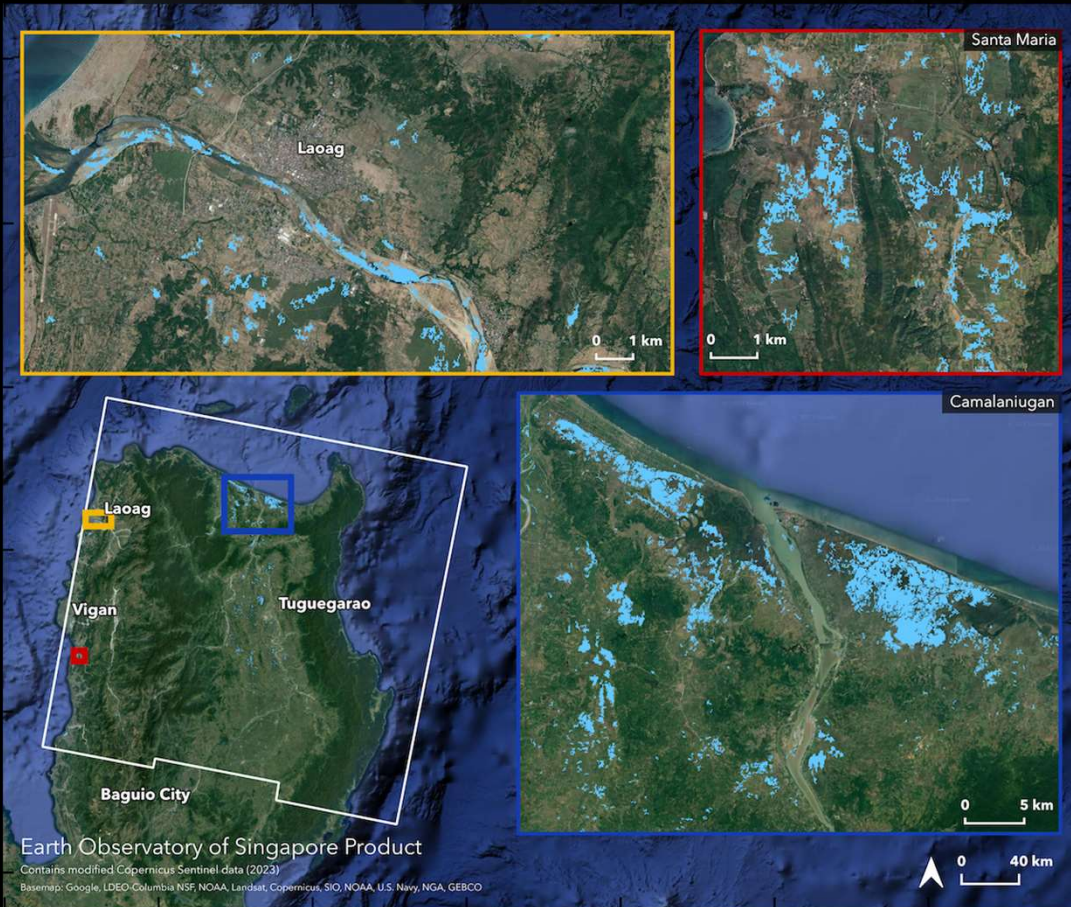 Santa Maria
Laoag
0 1 km
0 1 km
Camalaniugan
Laoag
Vigan
Tuguegarao
Baguio City
0 5 km
Earth Observatory of Singapore Product
Contains modified Copernicus Sentinel data (2023)
Basemap: Google, LDEO-Columbia NSF, NOAA, Landsat, Copernicus, SIO, NOAA, U.S. Navy, NGA, GEBCO
0 40 km